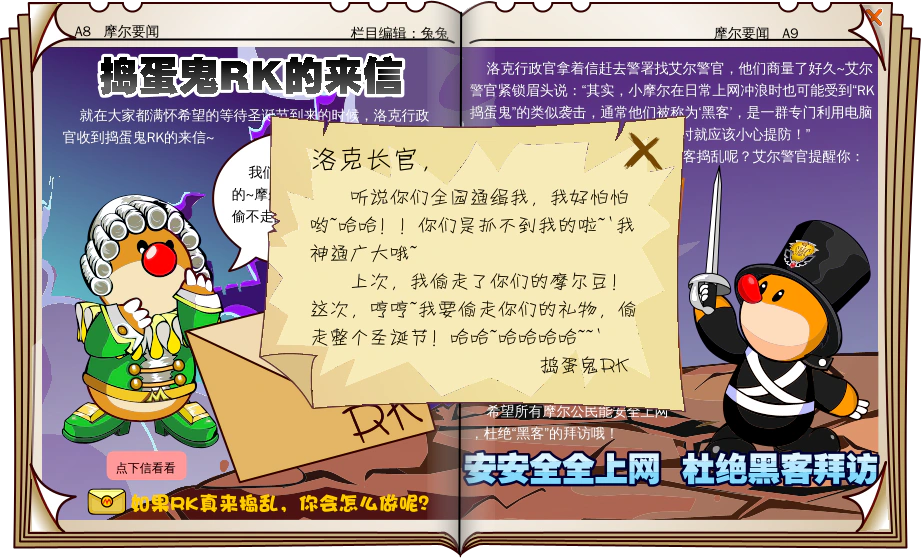 A8 摩尔要闻
栏目编辑：兔兔
捣蛋鬼RK的来信
就在大家都满怀希望的等待圣诞节到来的时候，洛克行政
官收到捣蛋鬼RK的来信~
我们
的~摩尔
偷不走
洛克长官，
听说你们全园通缉我，我好怕怕
哟~哈哈！！你们是抓不到我的啦~`我
神通广大哦~
上次，我偷走了你们的摩尔豆！
这次，哼哼~我要偷走你们的礼物，偷
走整个圣诞节！哈哈~哈哈哈哈~~`
捣蛋鬼RK
RK
点下信看看
如果RK真来捣乱，你会怎么做呢？
摩尔要闻 A9
洛克行政官拿着信赶去警署找艾尔警官，他们商量了好久~艾尔
警官紧锁眉头说：“其实，小摩尔在日常上网冲浪时也可能受到“RK
捣蛋鬼”的类似袭击，通常他们被称为‘黑客’，是一群专门利用电脑
时就应该小心提防！”
客捣乱呢？艾尔警官提醒你：
希望所有摩尔公民能安全上网
，杜绝“黑客”的拜访哦！
安安全全上网 杜绝黑客拜访